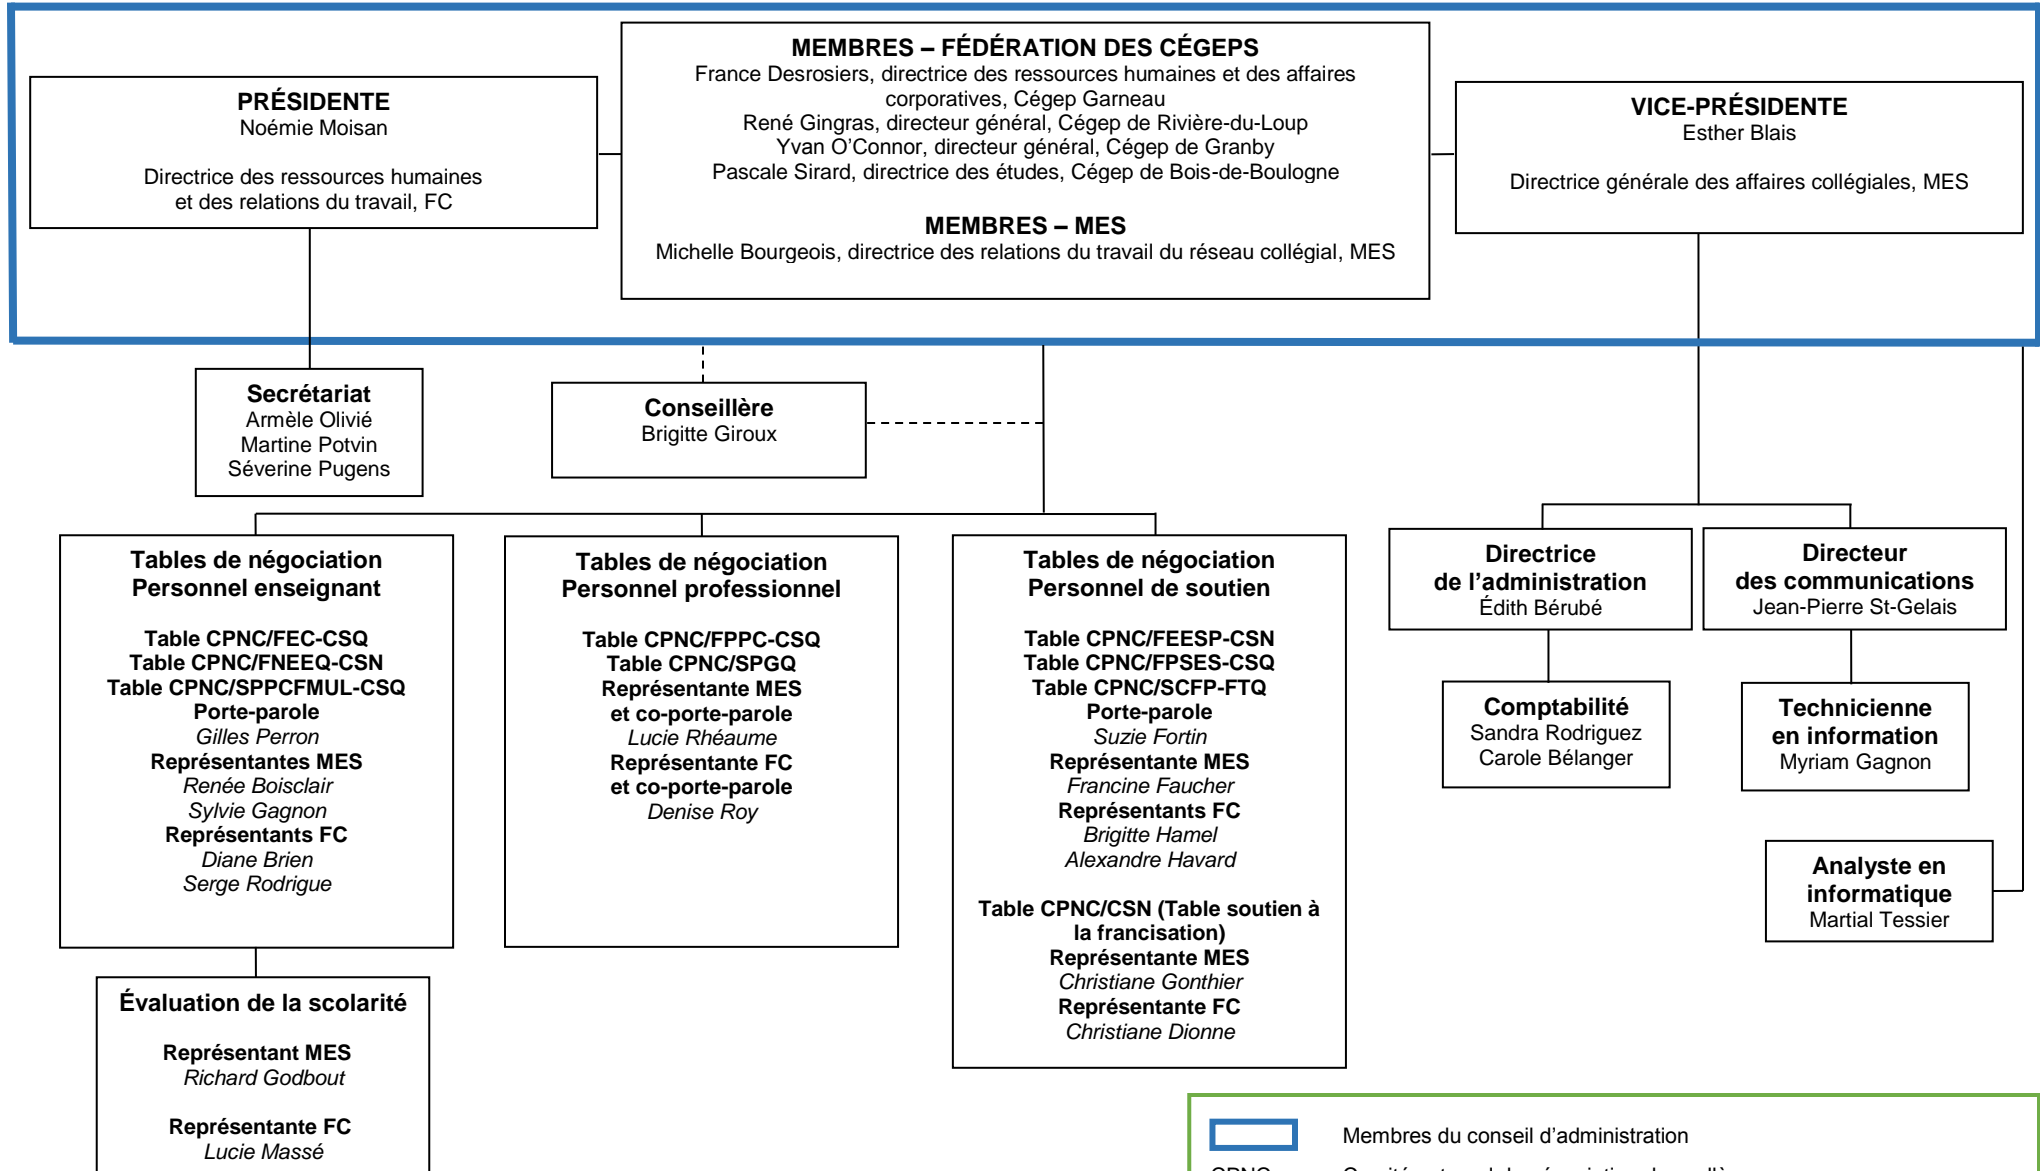 MEMBRES – FÉDÉRATION DES CÉGEPS
France Desrosiers, directrice des ressources humaines et des affaires
corporatives, Cégep Garneau
René Gingras, directeur général, Cégep de Rivière-du-Loup
Yvan O’Connor, directeur général, Cégep de Granby
Pascale Sirard, directrice des études, Cégep de Bois-de-Boulogne
MEMBRES – MES
Michelle Bourgeois, directrice des relations du travail du réseau collégial, MES
PRÉSIDENTE
Noémie Moisan
Directrice des ressources humaines
et des relations du travail, FC
VICE-PRÉSIDENTE
Esther Blais
Directrice générale des affaires collégiales, MES
Secrétariat
Armèle Olivié
Martine Potvin
Séverine Pugens
Conseillère
Brigitte Giroux
Tables de négociation
Personnel enseignant
Table CPNC/FEC-CSQ
Table CPNC/FNEEQ-CSN
Table CPNC/SPPCFMUL-CSQ
Porte-parole
Gilles Perron
Représentantes MES
Renée Boisclair
Sylvie Gagnon
Représentants FC
Diane Brien
Serge Rodrigue
Évaluation de la scolarité
Représentant MES
Richard Godbout
Représentante FC
Lucie Massé
Tables de négociation
Personnel professionnel
Table CPNC/FPPC-CSQ
Table CPNC/SPGQ
Représentante MES
et co-porte-parole
Lucie Rhéaume
Représentante FC
et co-porte-parole
Denise Roy
Tables de négociation
Personnel de soutien
Table CPNC/FEESP-CSN
Table CPNC/FPSES-CSQ
Table CPNC/SCFP-FTQ
Porte-parole
Suzie Fortin
Représentante MES
Francine Faucher
Représentants FC
Brigitte Hamel
Alexandre Havard
Table CPNC/CSN (Table soutien à
la francisation)
Représentante MES
Christiane Gonthier
Représentante FC
Christiane Dionne
Directrice
de l’administration
Édith Bérubé
Comptabilité
Sandra Rodriguez
Carole Bélanger
Directeur
des communications
Jean-Pierre St-Gelais
Technicienne
en information
Myriam Gagnon
Analyste en
informatique
Martial Tessier
Membres du conseil d’administration